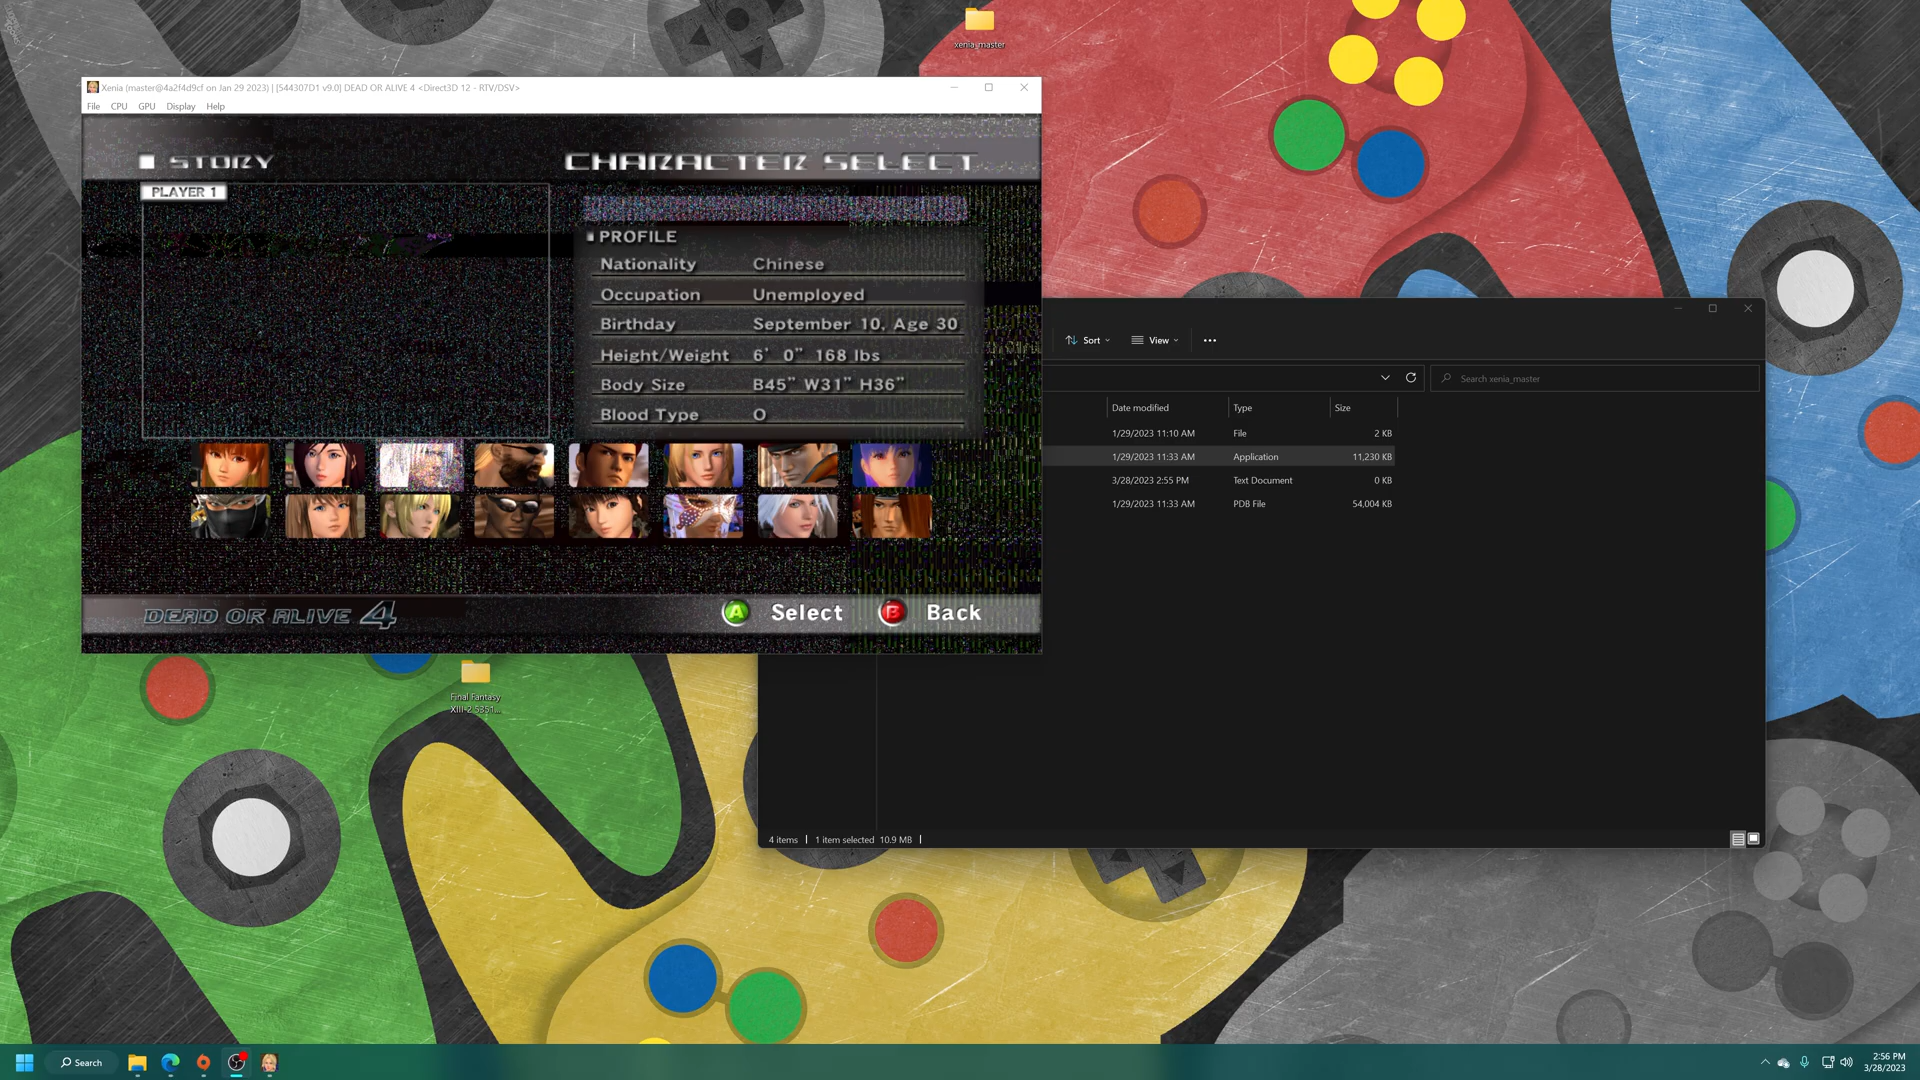 xenia_master
Xenia (master@4a2f4d9cf on Jan 29 2023) | [544307D1 v9.0] DEAD OR ALIVE 4 <Direct3D 12 - RTV/DSV>
File CPU GPU Display Help
STORY
CHARACTER SELECT
PLAYER 1
PROFILE
Nationality Chinese
Occupation Unemployed
Birthday September 10, Age 30
Height/Weight 6' 0" 168 lbs
Body Size B45" W31" H36"
Blood Type O
DEAD OR ALIVE 4
A Select B Back
Sort View
Search xenia_master
Date modified Type Size
1/29/2023 11:10 AM File 2 KB
1/29/2023 11:33 AM Application 11,230 KB
3/28/2023 2:55 PM Text Document 0 KB
1/29/2023 11:33 AM PDB File 54,004 KB
Final Fantasy
XIII-2 5351...
4 items 1 item selected 10.9 MB
Search
2:56 PM
3/28/2023